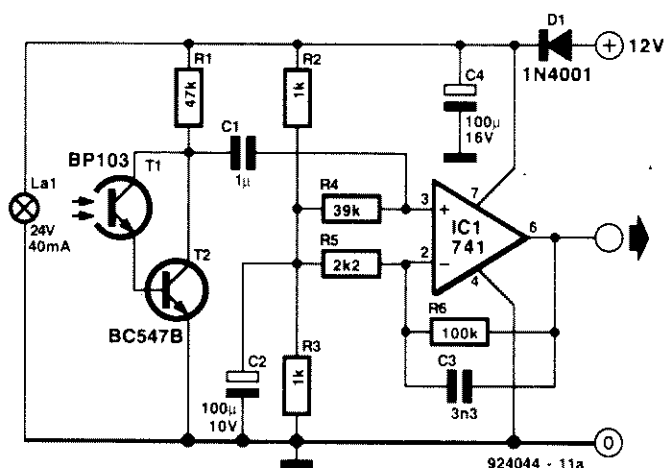 D1
12V
1N4001
R1
47k
R2
1k
C4
100µ
16V
C1
1µ
BP103
T1
La1
24V
40mA
R4
39k
3
+
7
IC1
741
6
R5
2k2
2
−
4
T2
BC547B
R6
100k
C2
100µ
10V
R3
1k
C3
3n3
0
924044 - 11a